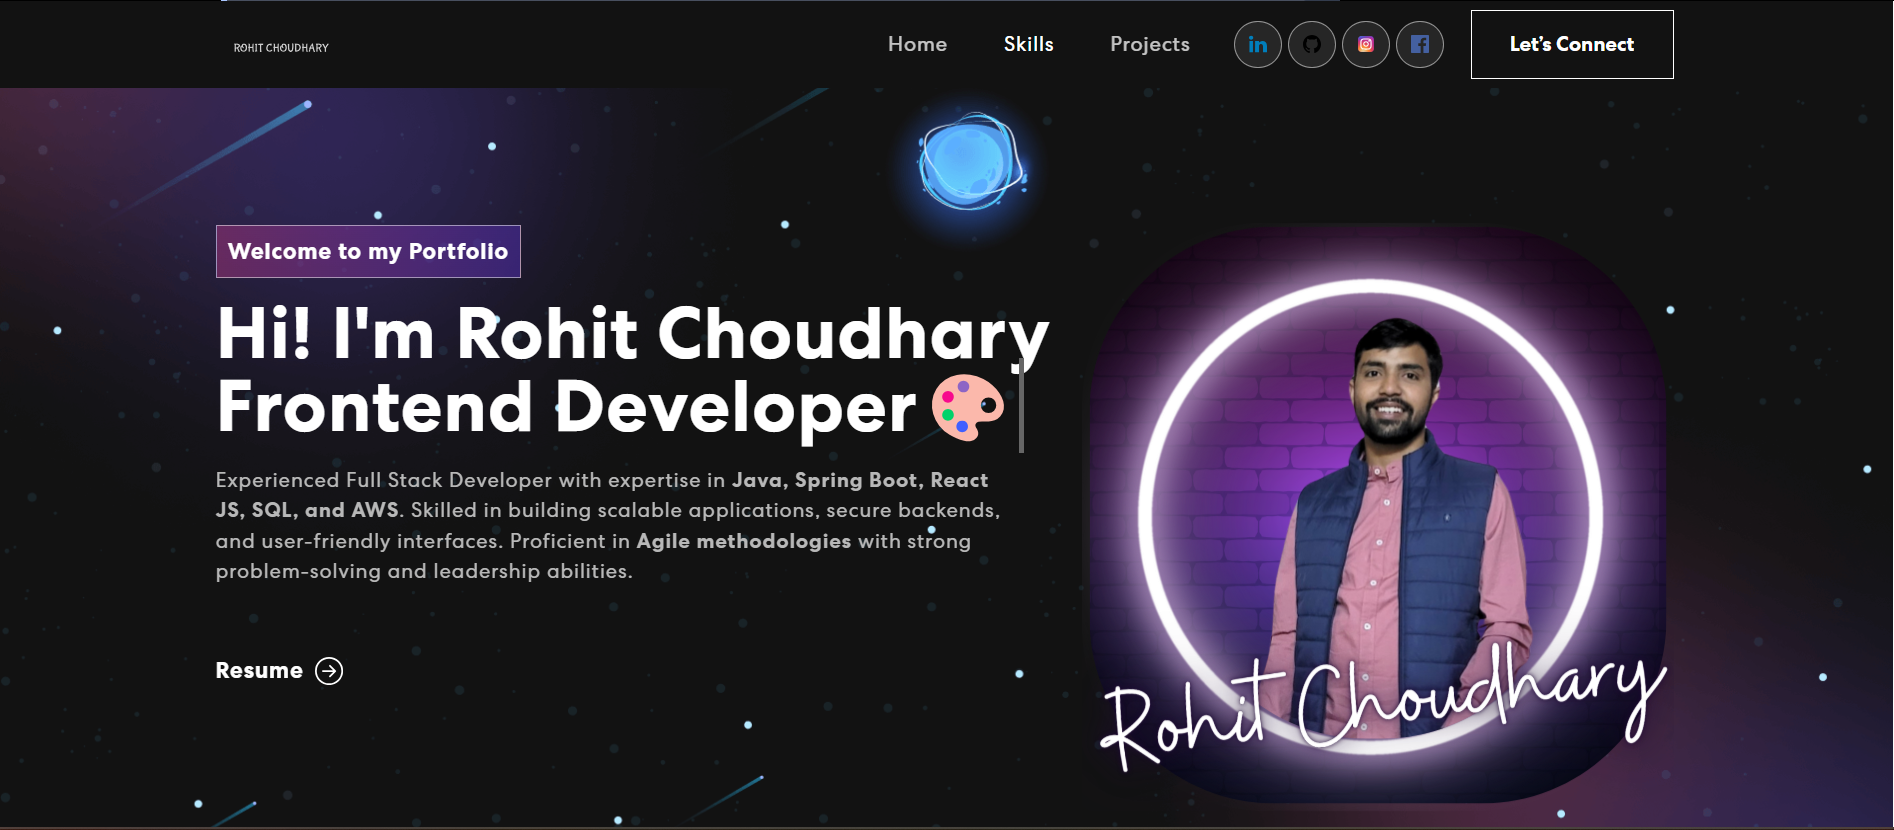 ROHIT CHOUDHARY
Home Skills Projects in Let's Connect
Welcome to my Portfolio
Hi! I'm Rohit Choudhary
Frontend Developer
Experienced Full Stack Developer with expertise in Java, Spring Boot, React
JS, SQL, and AWS. Skilled in building scalable applications, secure backends,
and user-friendly interfaces. Proficient in Agile methodologies with strong
problem-solving and leadership abilities.
Resume
Rohit Choudhary